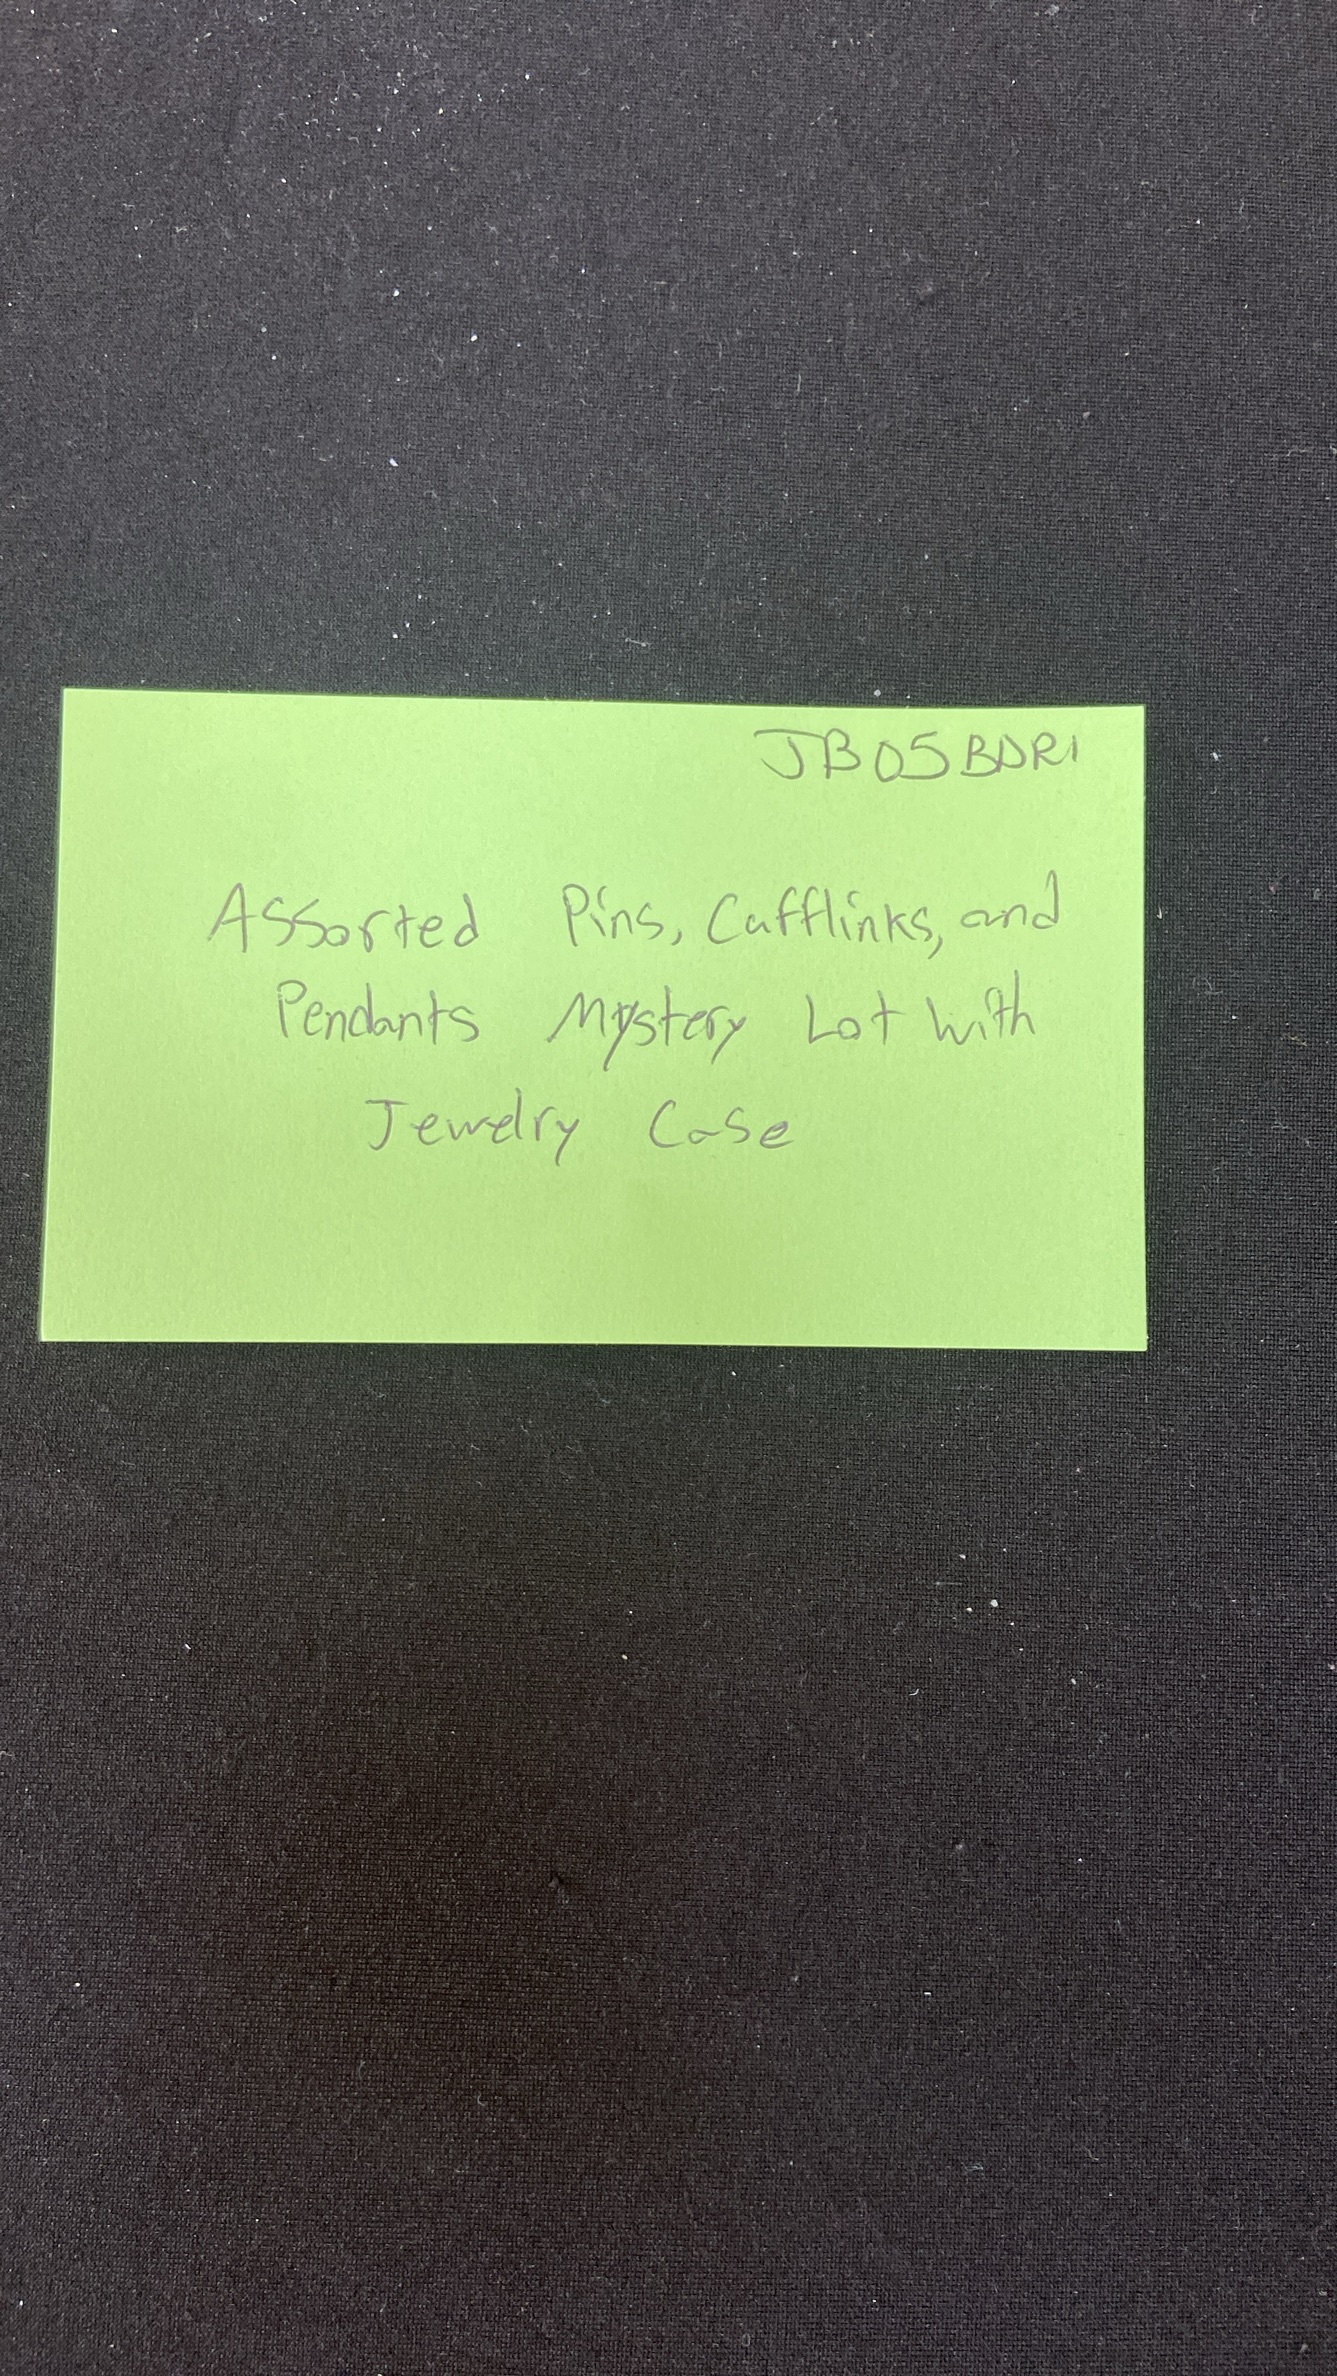 JB05BDR1
Assorted Pins, Cufflinks, and
Pendants Mystery Lot with
Jewelry Case